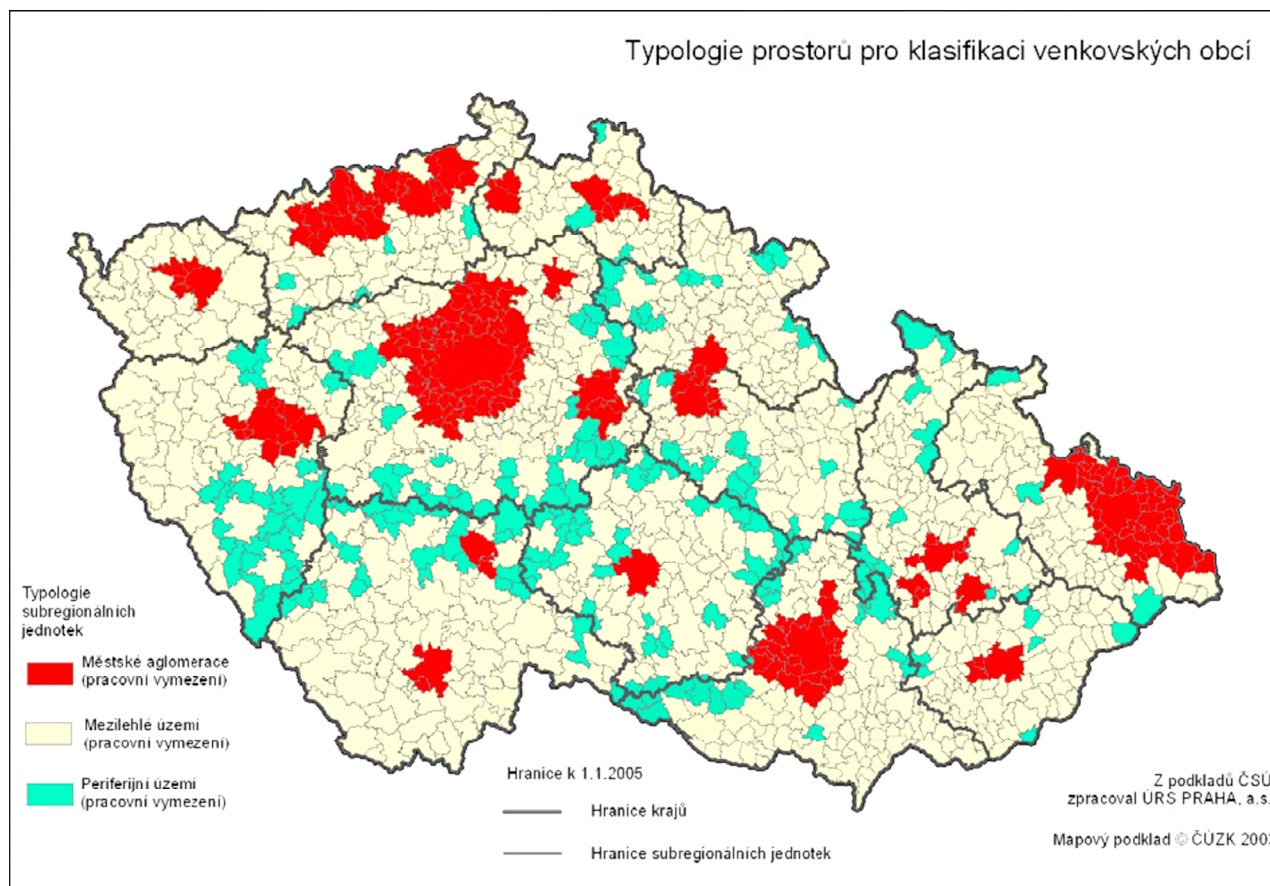 Typologie prostorů pro klasifikaci venkovských obcí
Typologie
subregionálních
jednotek
Městské aglomerace
(pracovní vymezení)
Mezilehlé území
(pracovní vymezení)
Periferijní území
(pracovní vymezení)
Hranice k 1.1.2005
Hranice krajů
Hranice subregionálních jednotek
Z podkladů ČSÚ
zpracoval ÚRS PRAHA, a.s.
Mapový podklad © ČÚZK 2003